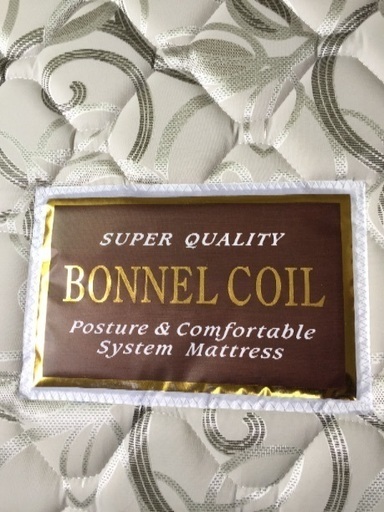 SUPER QUALITY
BONNEL COIL
Posture & Comfortable
System Mattress